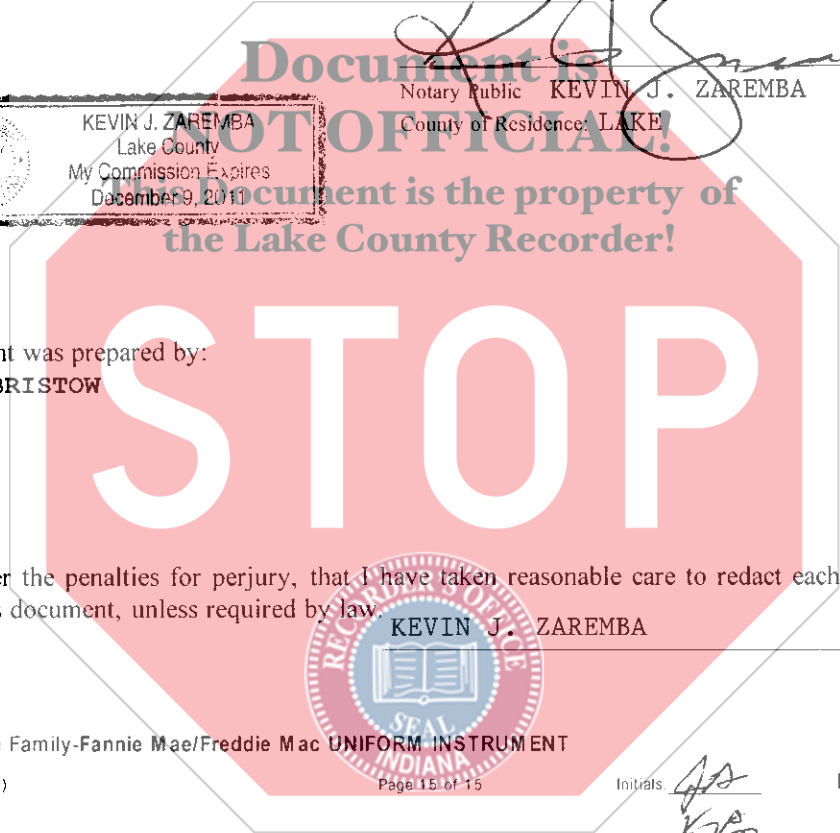 Document is
NOT OFFICIAL!
This Document is the property of
the Lake County Recorder!
Notary Public KEVIN J. ZAREMBA
County of Residence: LAKE
KEVIN J. ZAREMBA
Lake County
My Commission Expires
December 9, 2011
STOP
nt was prepared by:
BRISTOW
er the penalties for perjury, that I have taken reasonable care to redact each
s document, unless required by law.
KEVIN J. ZAREMBA
RECORDER'S OFFICE
SEAL
INDIANA
e Family-Fannie Mae/Freddie Mac UNIFORM INSTRUMENT
)
Page 15 of 15
Initials.